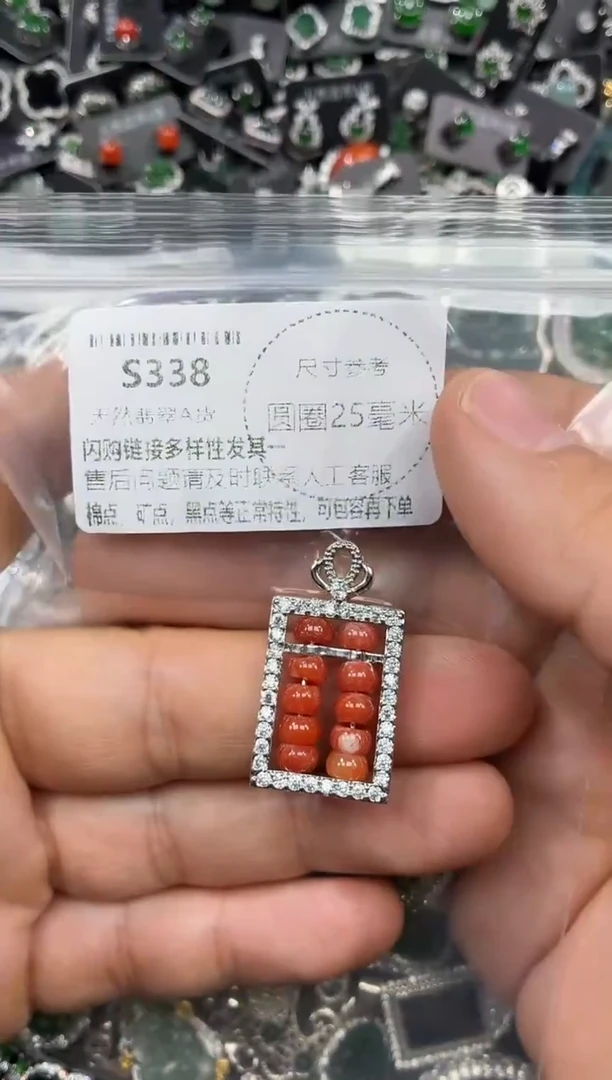 S338
尺寸参考
天然翡翠A货
圆圈25毫米
闪购链接多样性发其一
售后问题请及时联系人工客服
棉点，矿点，黑点等正常特性，可包容再下单